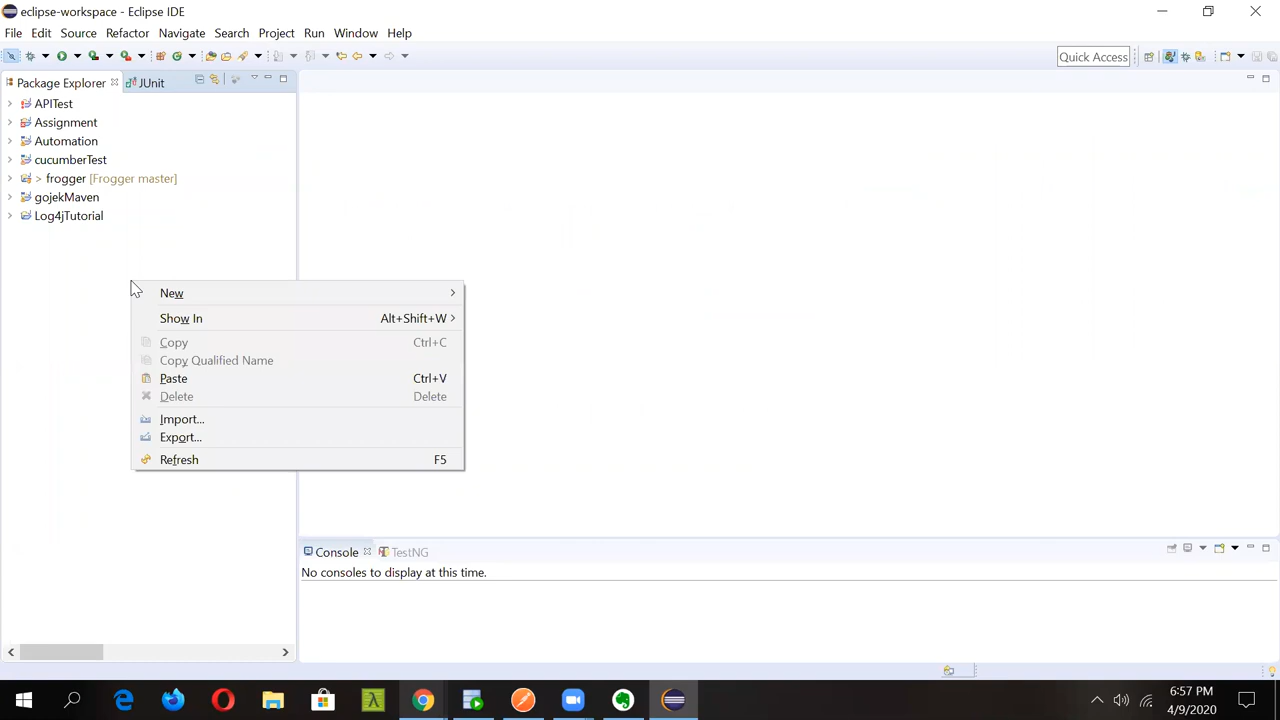 eclipse-workspace - Eclipse IDE
File Edit Source Refactor Navigate Search Project Run Window Help
Quick Access
Package Explorer JUnit
APITest
Assignment
Automation
cucumberTest
> frogger [Frogger master]
gojekMaven
Log4jTutorial
New
Show In Alt+Shift+W
Copy Ctrl+C
Copy Qualified Name
Paste Ctrl+V
Delete Delete
Import...
Export...
Refresh F5
Console TestNG
No consoles to display at this time.
6:57 PM
4/9/2020